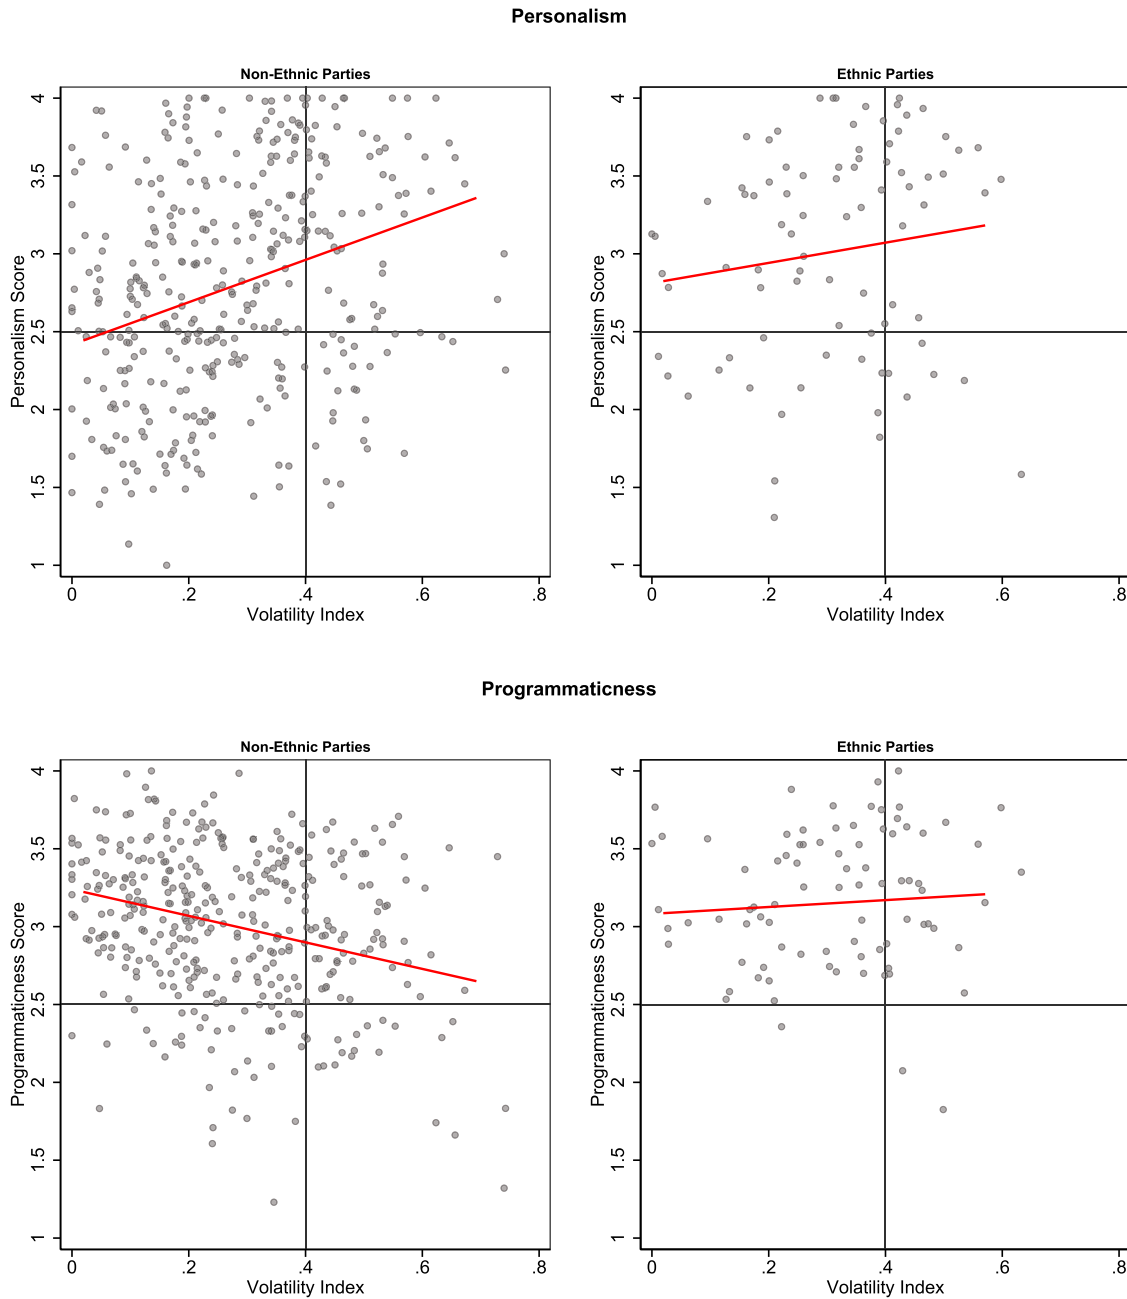 Personalism
Non-Ethnic Parties
Personalism Score
4
3.5
3
2.5
2
1.5
1
0 .2 .4 .6 .8
Volatility Index
Ethnic Parties
Personalism Score
4
3.5
3
2.5
2
1.5
1
0 .2 .4 .6 .8
Volatility Index
Programmaticness
Non-Ethnic Parties
Programmaticness Score
4
3.5
3
2.5
2
1.5
1
0 .2 .4 .6 .8
Volatility Index
Ethnic Parties
Programmaticness Score
4
3.5
3
2.5
2
1.5
1
0 .2 .4 .6 .8
Volatility Index